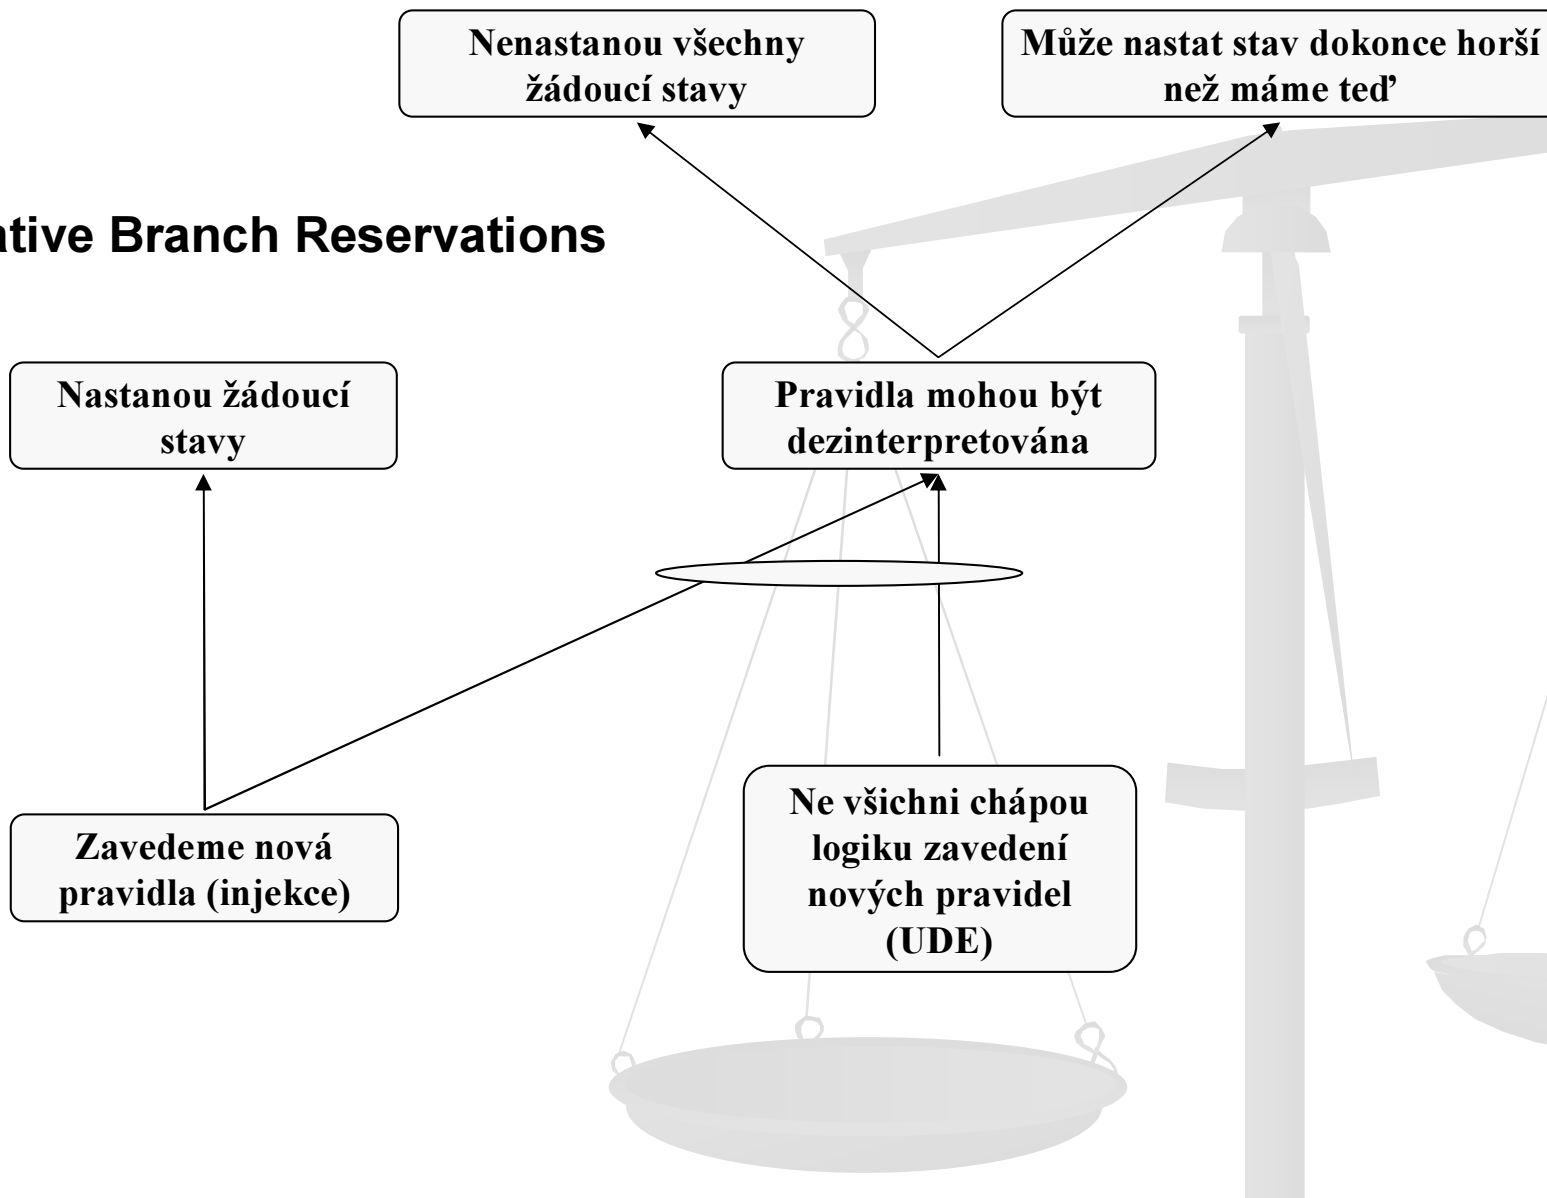 Nenastanou všechny
žádoucí stavy
Může nastat stav dokonce horší
než máme teď
ative Branch Reservations
Nastanou žádoucí
stavy
Pravidla mohou být
dezinterpretována
Zavedeme nová
pravidla (injekce)
Ne všichni chápou
logiku zavedení
nových pravidel
(UDE)